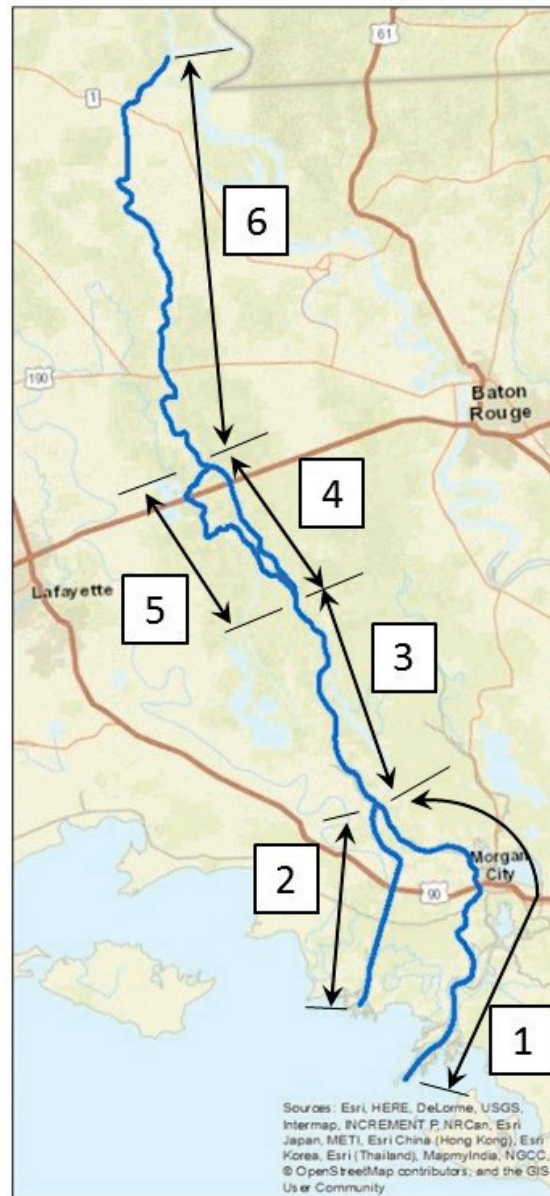 61
1
6
190
Baton
Rouge
4
Lafayette
5
3
2
Morgan
City
90
1
Sources: Esri, HERE, DeLorme, USGS,
Intermap, INCREMENT P, NRCan, Esri
Japan, METI, Esri China (Hong Kong), Esri
Korea, Esri (Thailand), MapmyIndia, NGCC,
© OpenStreetMap contributors, and the GIS
User Community